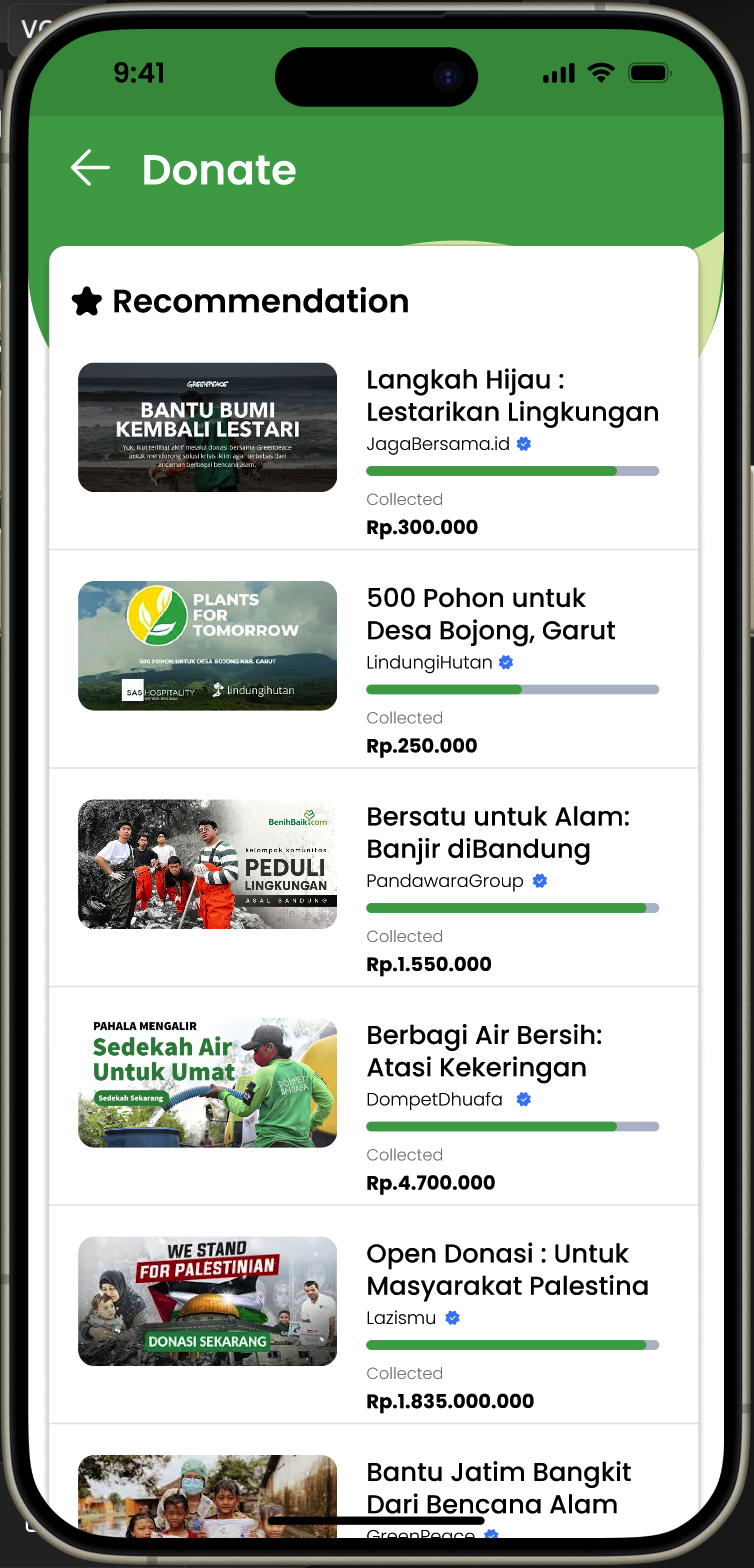 9:41
Donate
Recommendation
GREENPEACE
BANTU BUMI
KEMBALI LESTARI
Yuk, ikut terlibat aktif melalui donasi bersama Greenpeace
untuk mendorong solusi krisis iklim agar terbebas dari
ancaman berbagai bencana alam.
Langkah Hijau :
Lestarikan Lingkungan
JagaBersama.id
Collected
Rp.300.000
PLANTS
FOR
TOMORROW
500 POHON UNTUK DESA BOJONG KAB. GARUT
SAS HOSPITALITY
lindungihutan
500 Pohon untuk
Desa Bojong, Garut
LindungiHutan
Collected
Rp.250.000
BenihBaik.com
kelompok komunitas
PEDULI
LINGKUNGAN
ASAL BANDUNG
Bersatu untuk Alam:
Banjir diBandung
PandawaraGroup
Collected
Rp.1.550.000
PAHALA MENGALIR
Sedekah Air
Untuk Umat
Sedekah Sekarang
DOMPET
DHUAFA
Berbagi Air Bersih:
Atasi Kekeringan
DompetDhuafa
Collected
Rp.4.700.000
WE STAND
FOR PALESTINIAN
DONASI SEKARANG
Open Donasi : Untuk
Masyarakat Palestina
Lazismu
Collected
Rp.1.835.000.000
Bantu Jatim Bangkit
Dari Bencana Alam
GreenPeace